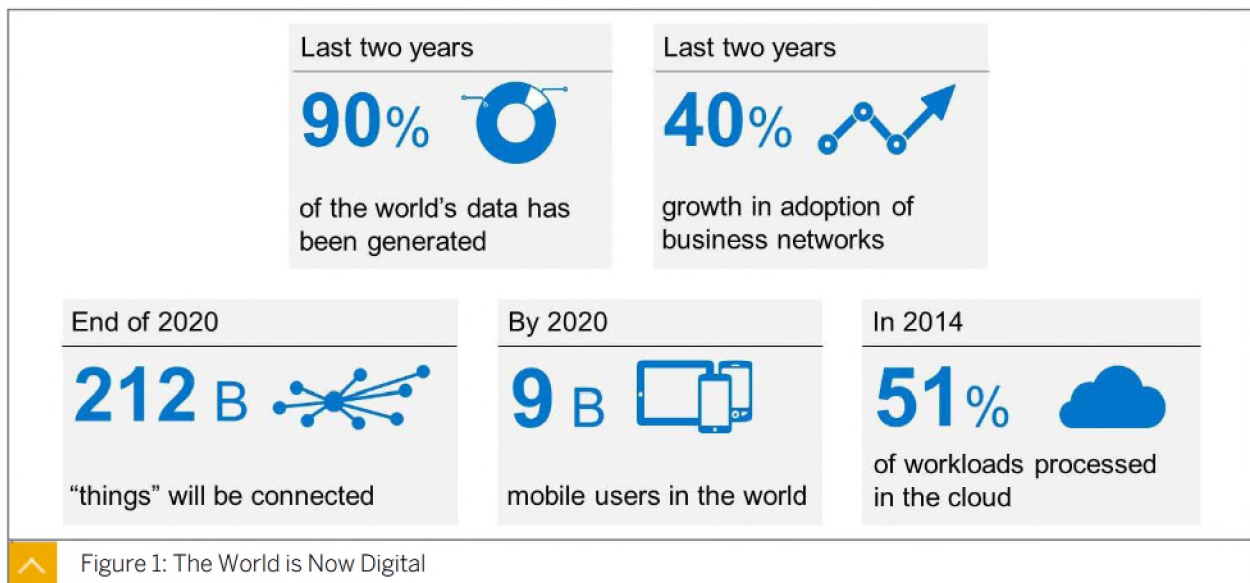 Last two years
90%
of the world's data has
been generated
Last two years
40%
growth in adoption of
business networks
End of 2020
212 B
“things” will be connected
By 2020
9 B
mobile users in the world
In 2014
51%
of workloads processed
in the cloud
Figure 1: The World is Now Digital